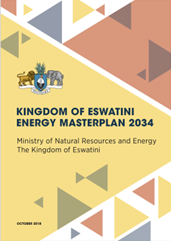 KINGDOM OF ESWATINI
ENERGY MASTERPLAN 2034
Ministry of Natural Resources and Energy
The Kingdom of Eswatini
OCTOBER 2018